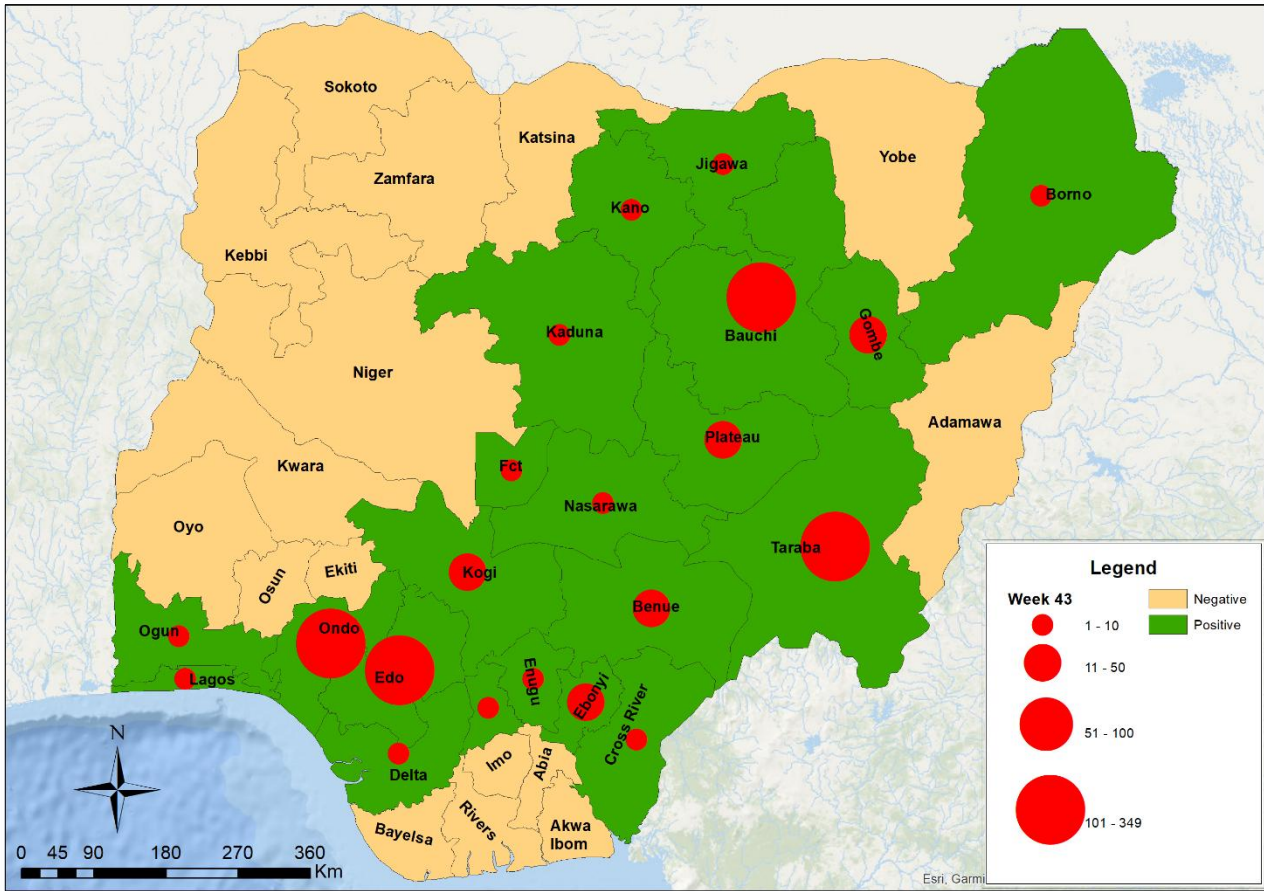 Sokoto
Katsina
Zamfara
Jigawa
Yobe
Borno
Kano
Kebbi
Kaduna
Bauchi
Gombe
Niger
Adamawa
Plateau
Fct
Kwara
Nasarawa
Oyo
Taraba
Osun
Ekiti
Kogi
Benue
Ogun
Ondo
Lagos
Edo
Enugu
Ebonyi
Cross River
Delta
Imo
Abia
Bayelsa
Rivers
Akwa
Ibom
N
0 45 90 180 270 360
Km
Legend
Week 43
1 - 10
11 - 50
51 - 100
101 - 349
Negative
Positive
Esri, Garmi